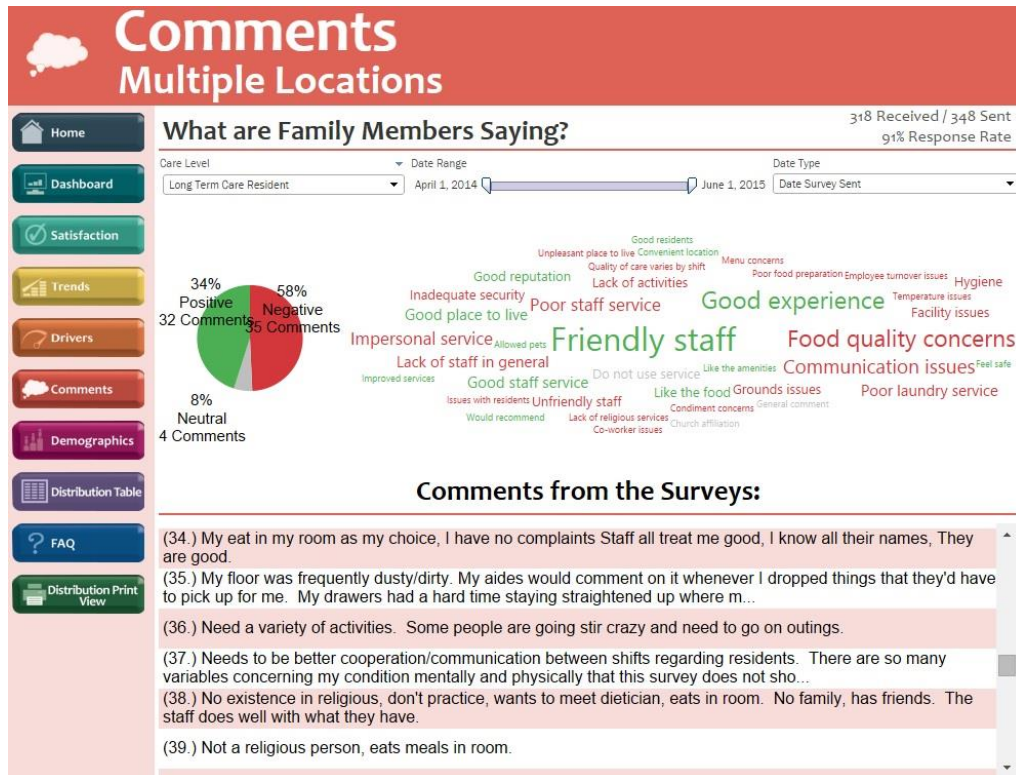 Comments
Multiple Locations
Home
Dashboard
Satisfaction
Trends
Drivers
Comments
Demographics
Distribution Table
FAQ
Distribution Print
View
What are Family Members Saying?
318 Received / 348 Sent
91% Response Rate
Care Level
Long Term Care Resident
Date Range
April 1, 2014
June 1, 2015
Date Type
Date Survey Sent
34%
Positive
32 Comments
58%
Negative
Comments
8%
Neutral
4 Comments
Good residents
Unpleasant place to live
Convenient location
Quality of care varies by shift
Menu concerns
Good reputation
Lack of activities
Poor food preparation
Employee turnover issues
Hygiene
Inadequate security
Poor staff service
Good experience
Temperature issues
Good place to live
Facility issues
Impersonal service
Allowed pets
Friendly staff
Food quality concerns
Lack of staff in general
Do not use service
Like the amenities
Communication issues
Feel safe
Improved services
Good staff service
Like the food
Grounds issues
Poor laundry service
Issues with residents
Unfriendly staff
Condiment concerns
General comment
Would recommend
Lack of religious services
Church affiliation
Co-worker issues
Comments from the Surveys:
(34.) My eat in my room as my choice, I have no complaints Staff all treat me good, I know all their names, They
are good.
(35.) My floor was frequently dusty/dirty. My aides would comment on it whenever I dropped things that they'd have
to pick up for me. My drawers had a hard time staying straightened up where m...
(36.) Need a variety of activities. Some people are going stir crazy and need to go on outings.
(37.) Needs to be better cooperation/communication between shifts regarding residents. There are so many
variables concerning my condition mentally and physically that this survey does not sho...
(38.) No existence in religious, don't practice, wants to meet dietician, eats in room. No family, has friends. The
staff does well with what they have.
(39.) Not a religious person, eats meals in room.